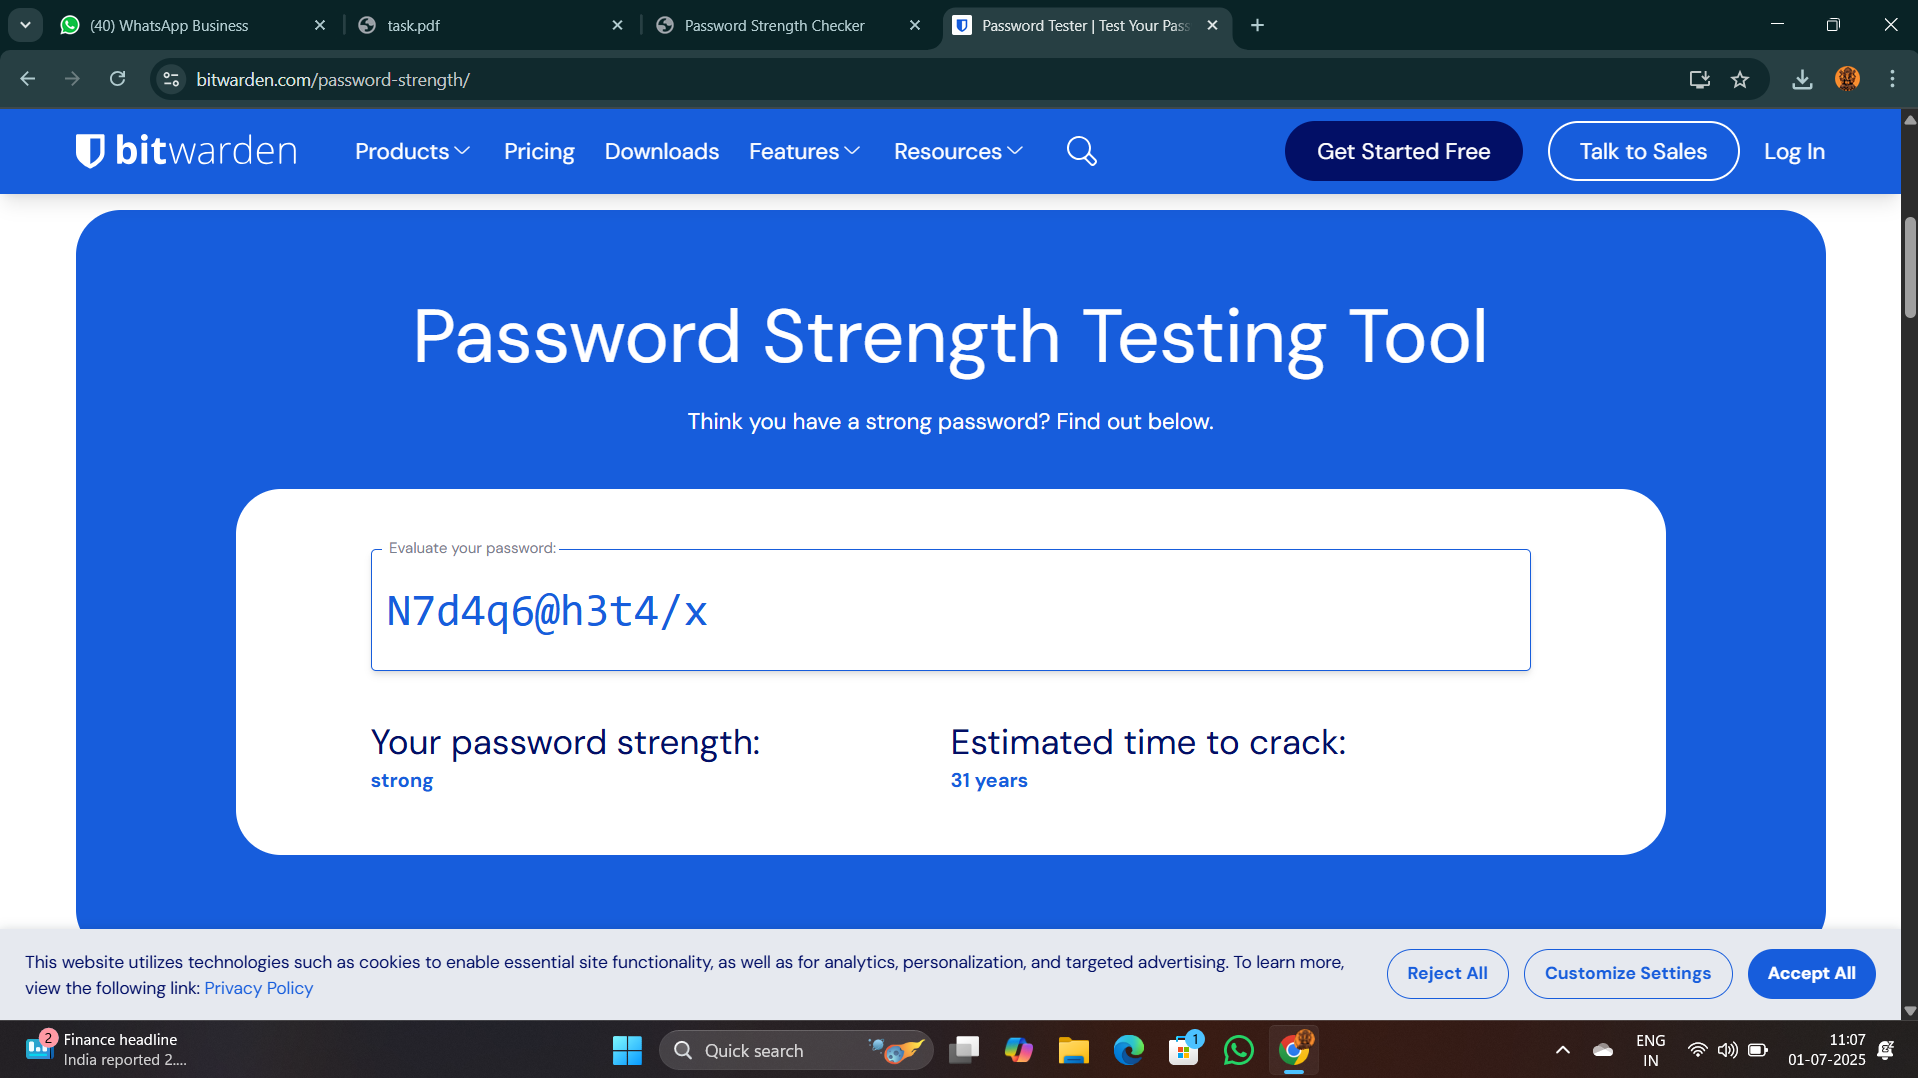 (40) WhatsApp Business
task.pdf
Password Strength Checker
Password Tester | Test Your Pass
bitwarden.com/password-strength/
bitwarden
Products
Pricing
Downloads
Features
Resources
Get Started Free
Talk to Sales
Log In
Password Strength Testing Tool
Think you have a strong password? Find out below.
Evaluate your password:
N7d4q6@h3t4/x
Your password strength:
strong
Estimated time to crack:
31 years
This website utilizes technologies such as cookies to enable essential site functionality, as well as for analytics, personalization, and targeted advertising. To learn more,
view the following link: Privacy Policy
Reject All
Customize Settings
Accept All
2
Finance headline
India reported 2....
Quick search
1
ENG
IN
11:07
01-07-2025